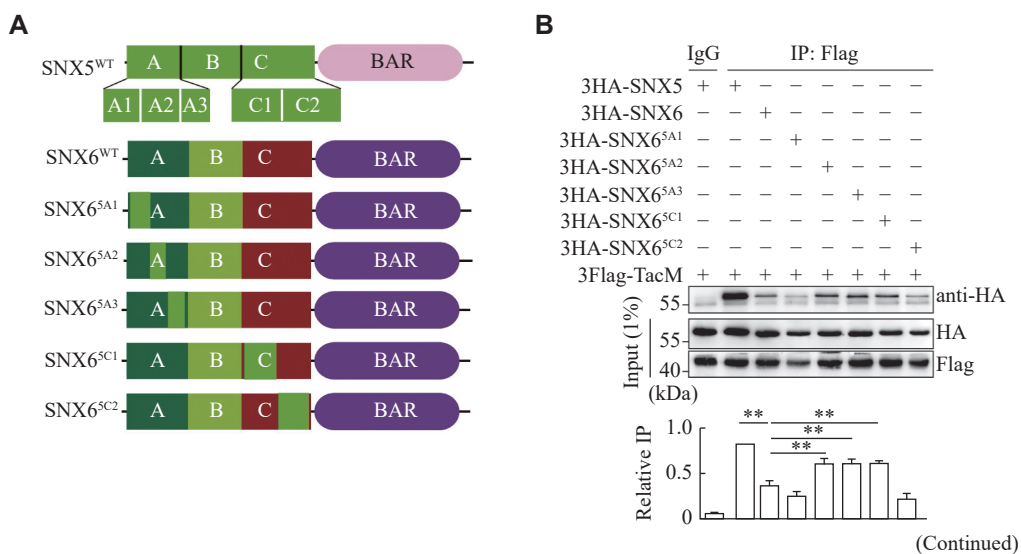 A
SNX5WT A B C BAR
A1 A2 A3 C1 C2
SNX6WT A B C BAR
SNX65A1 A B C BAR
SNX65A2 A B C BAR
SNX65A3 A B C BAR
SNX65C1 A B C BAR
SNX65C2 A B C BAR
B
IgG IP: Flag
3HA-SNX5 + + − − − − − −
3HA-SNX6 − − + − − − − −
3HA-SNX65A1 − − − + − − − −
3HA-SNX65A2 − − − − + − − −
3HA-SNX65A3 − − − − − + − −
3HA-SNX65C1 − − − − − − + −
3HA-SNX65C2 − − − − − − − +
3Flag-TacM + + + + + + + +
55 anti-HA
Input (1%)
55 HA
40 Flag
(kDa)
** **
**
**
Relative IP
1.0
0.5
0
(Continued)